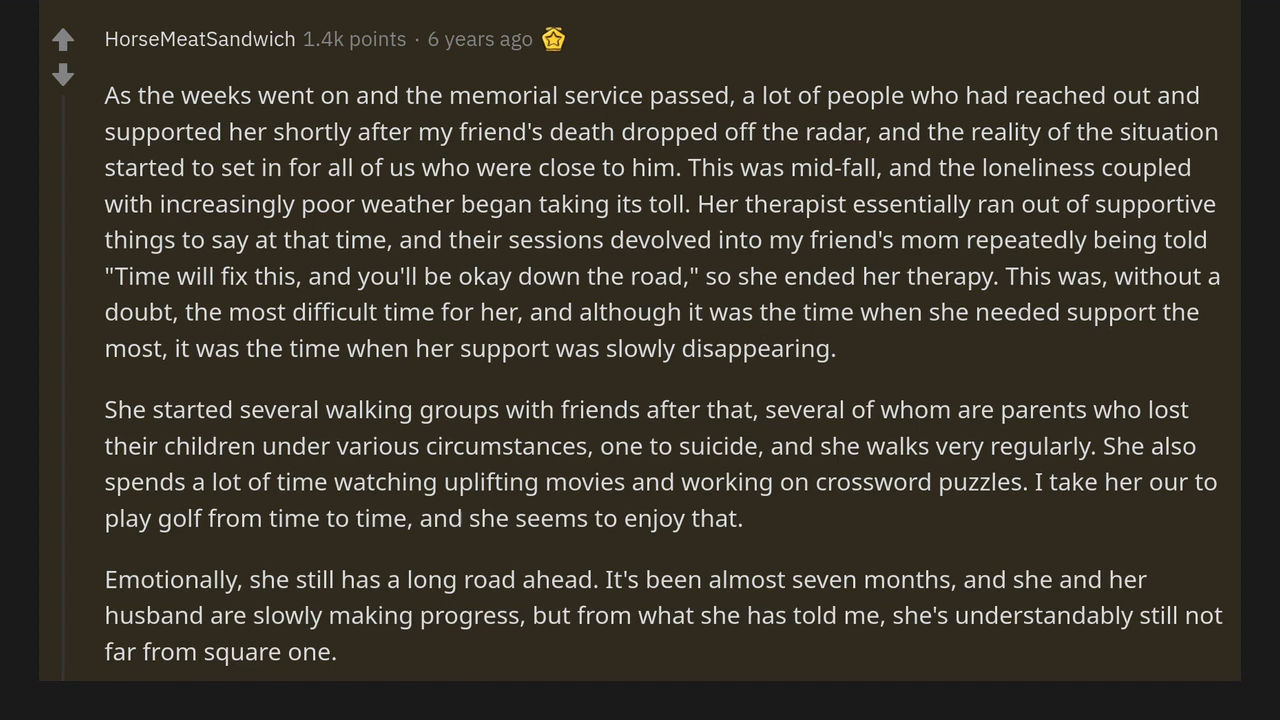 HorseMeatSandwich 1.4k points · 6 years ago
As the weeks went on and the memorial service passed, a lot of people who had reached out and
supported her shortly after my friend's death dropped off the radar, and the reality of the situation
started to set in for all of us who were close to him. This was mid-fall, and the loneliness coupled
with increasingly poor weather began taking its toll. Her therapist essentially ran out of supportive
things to say at that time, and their sessions devolved into my friend's mom repeatedly being told
"Time will fix this, and you'll be okay down the road," so she ended her therapy. This was, without a
doubt, the most difficult time for her, and although it was the time when she needed support the
most, it was the time when her support was slowly disappearing.
She started several walking groups with friends after that, several of whom are parents who lost
their children under various circumstances, one to suicide, and she walks very regularly. She also
spends a lot of time watching uplifting movies and working on crossword puzzles. I take her our to
play golf from time to time, and she seems to enjoy that.
Emotionally, she still has a long road ahead. It's been almost seven months, and she and her
husband are slowly making progress, but from what she has told me, she's understandably still not
far from square one.